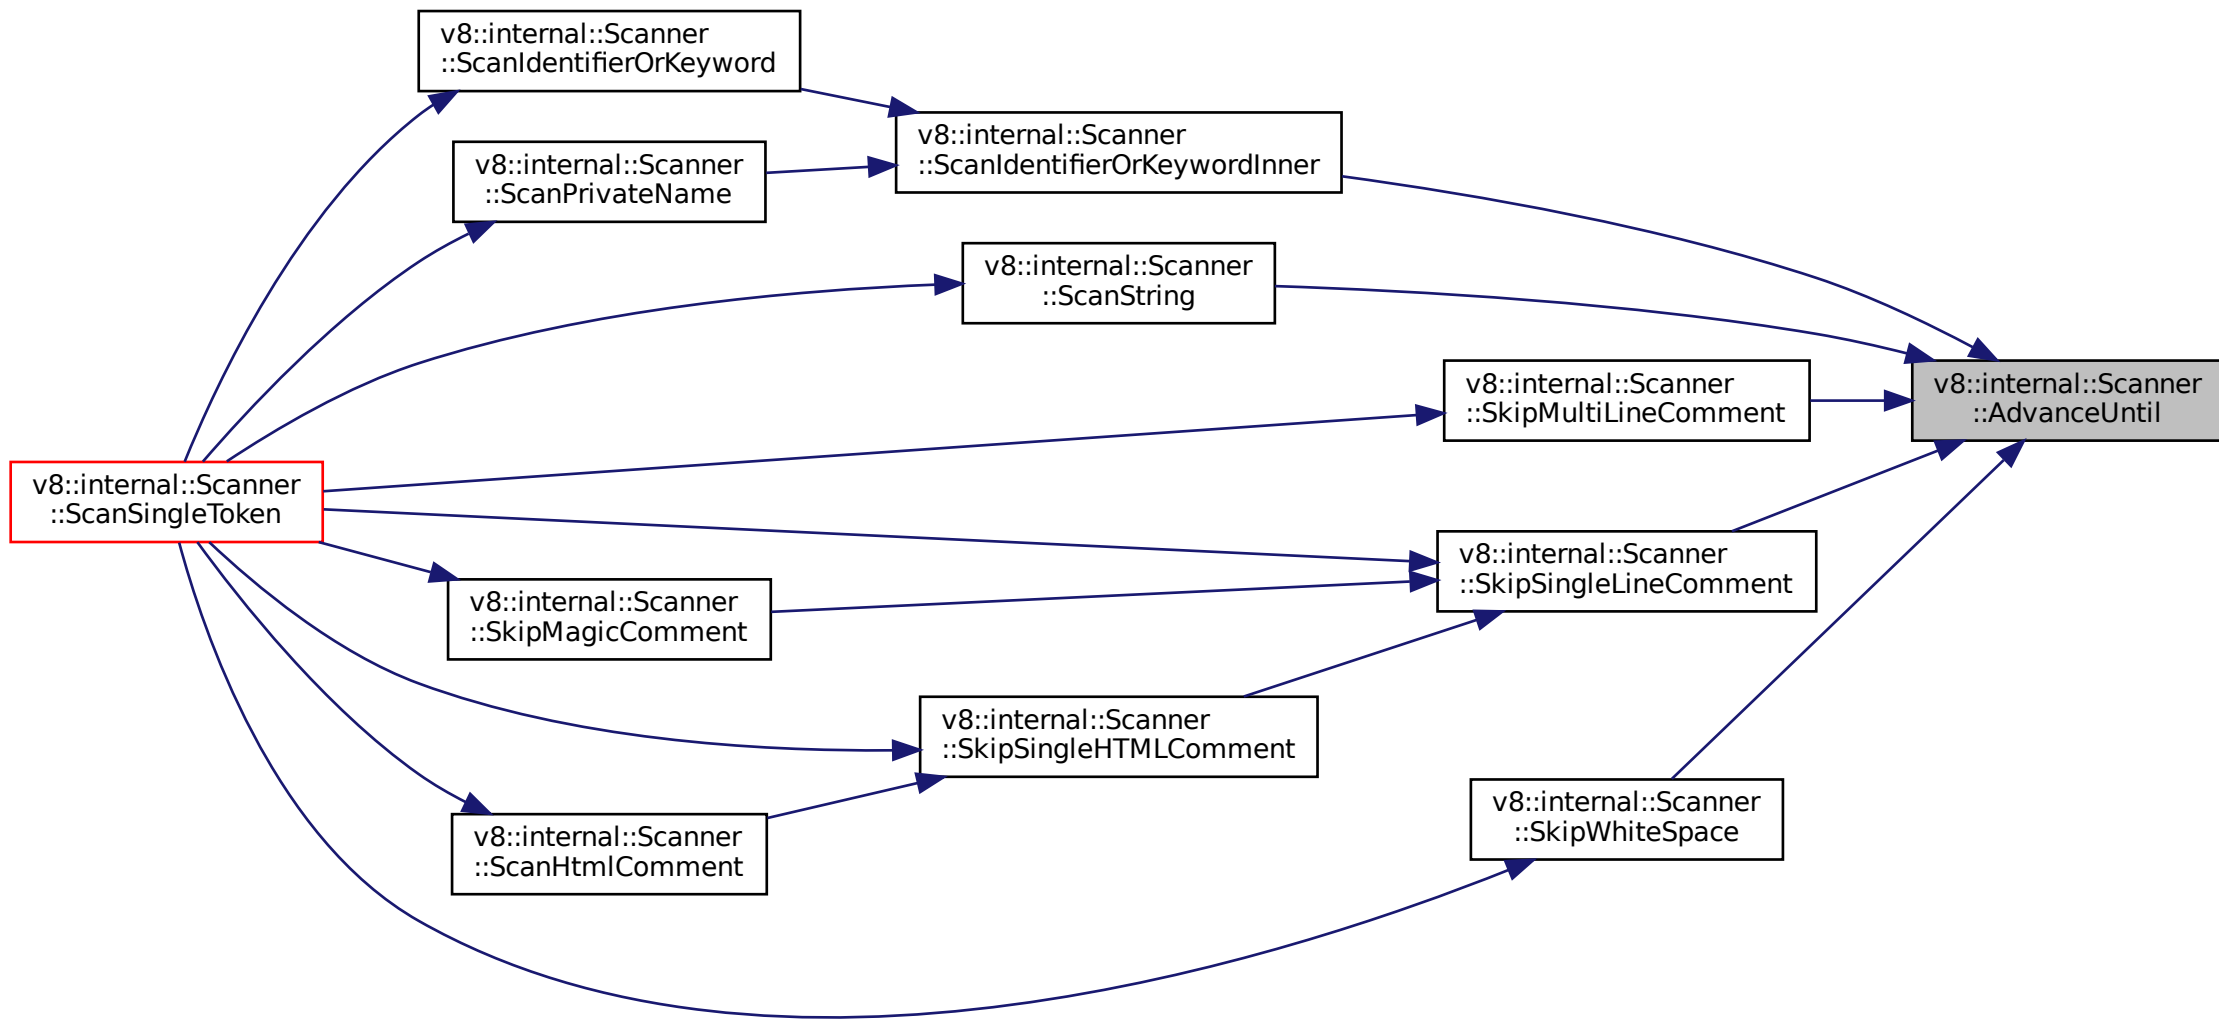 v8::internal::Scanner
::ScanIdentifierOrKeyword
v8::internal::Scanner
::ScanIdentifierOrKeywordInner
v8::internal::Scanner
::ScanPrivateName
v8::internal::Scanner
::ScanString
v8::internal::Scanner
::SkipMultiLineComment
v8::internal::Scanner
::AdvanceUntil
v8::internal::Scanner
::ScanSingleToken
v8::internal::Scanner
::SkipSingleLineComment
v8::internal::Scanner
::SkipMagicComment
v8::internal::Scanner
::SkipSingleHTMLComment
v8::internal::Scanner
::SkipWhiteSpace
v8::internal::Scanner
::ScanHtmlComment